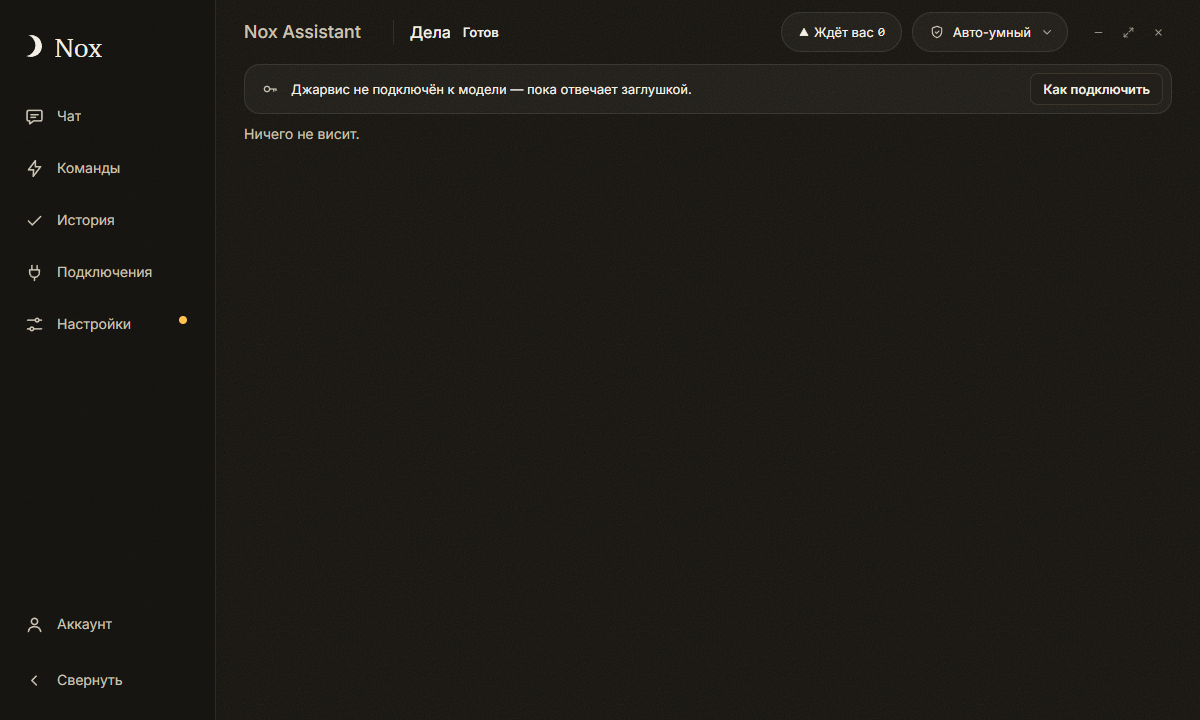 Nox
Чат
Команды
История
Подключения
Настройки
Аккаунт
Свернуть
Nox Assistant
Дела Готов
Ждёт вас 0
Авто-умный
Джарвис не подключён к модели — пока отвечает заглушкой.
Как подключить
Ничего не висит.